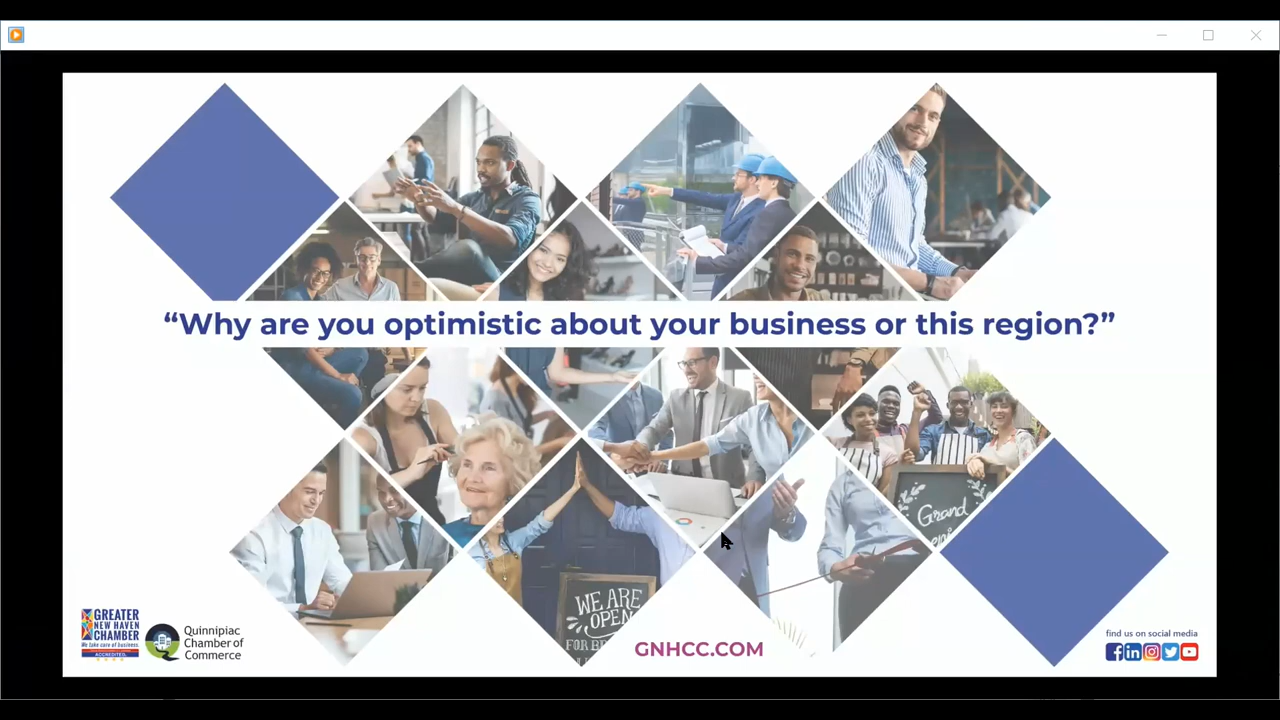 “Why are you optimistic about your business or this region?”
Grand
WE ARE
OPEN
GREATER
NEW HAVEN
CHAMBER
We take care of business
ACCREDITED
Quinnipiac
Chamber of
Commerce
GNHCC.COM
find us on social media